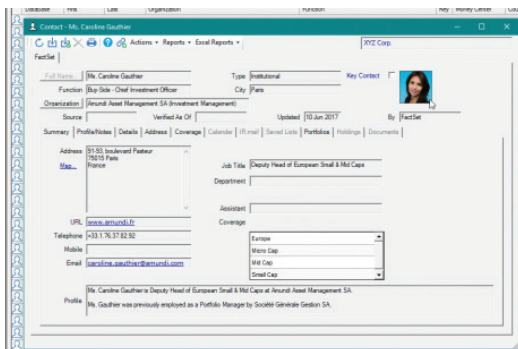 Database First Last Organization Function Key Money Center
Contact - Ms. Caroline Gauthier
Actions Reports Excel Reports
XYZ Corp.
FactSet
Full Name... Ms. Caroline Gauthier Type Institutional Key Contact
Function Buy-Side - Chief Investment Officer City Paris
Organization Amundi Asset Management SA (Investment Management)
Source Verified As Of Updated 10 Jun 2017 By FactSet
Summary Profile/Notes Details Address Coverage Calendar IR.mail Saved Lists Portfolios Holdings Documents
Address 91-93, boulevard Pasteur
75015 Paris
Map... France
Job Title Deputy Head of European Small & Mid Caps
Department
Assistant
URL www.amundi.fr
Coverage
Telephone +33.1.76.37.82.92
Europe
Mobile
Micro Cap
Mid Cap
Email caroline.gauthier@amundi.com
Small Cap
Profile
Ms. Caroline Gauthier is Deputy Head of European Small & Mid Caps at Amundi Asset Management SA.
Ms. Gauthier was previously employed as a Portfolio Manager by Société Générale Gestion SA.